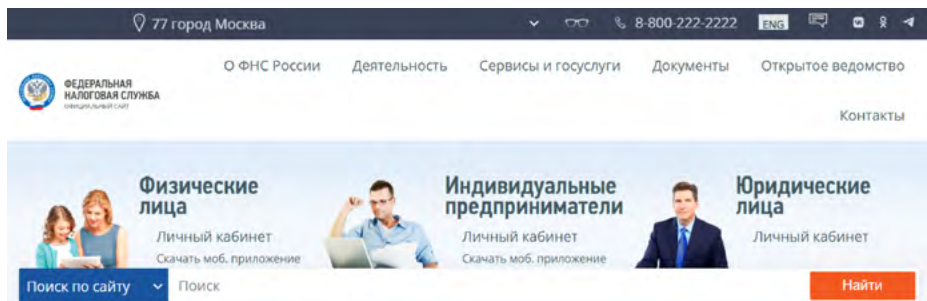 77 город Москва
8-800-222-2222 ENG
О ФНС России Деятельность Сервисы и госуслуги Документы Открытое ведомство
ФЕДЕРАЛЬНАЯ
НАЛОГОВАЯ СЛУЖБА
ОФИЦИАЛЬНЫЙ САЙТ
Контакты
Физические
лица
Личный кабинет
Скачать моб. приложение
Индивидуальные
предприниматели
Личный кабинет
Скачать моб. приложение
Юридические
лица
Личный кабинет
Поиск по сайту Поиск Найти